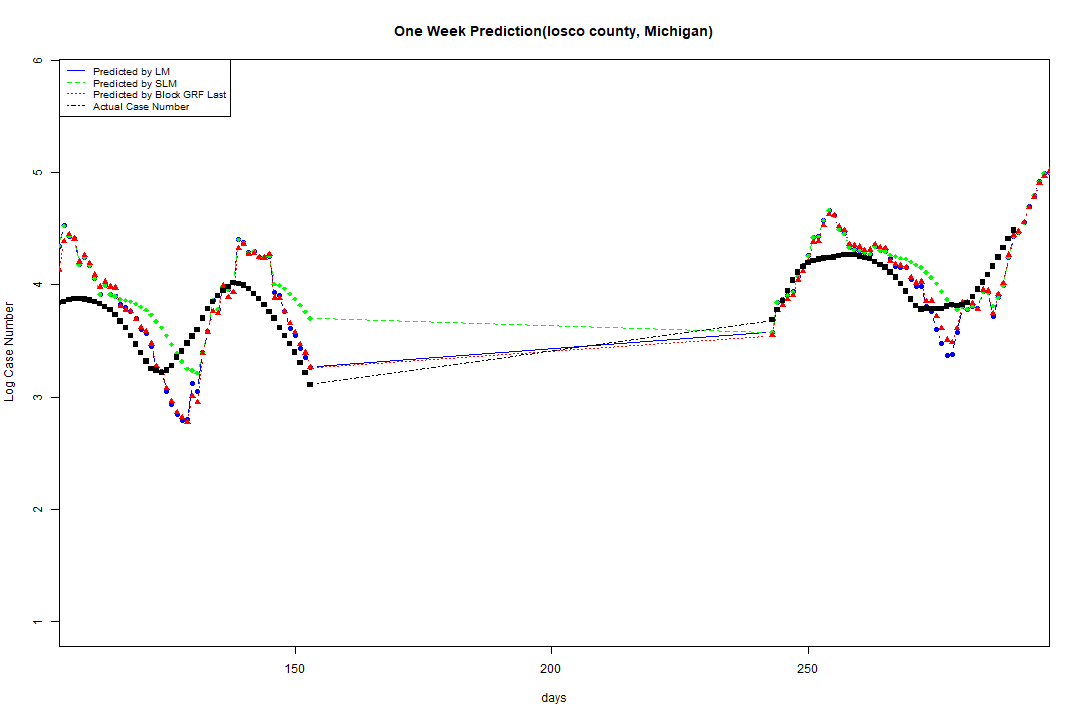 One Week Prediction(Iosco county, Michigan)
Predicted by LM
Predicted by SLM
Predicted by Block GRF Last
Actual Case Number
Log Case Number
6
5
4
3
2
1
150
200
250
days